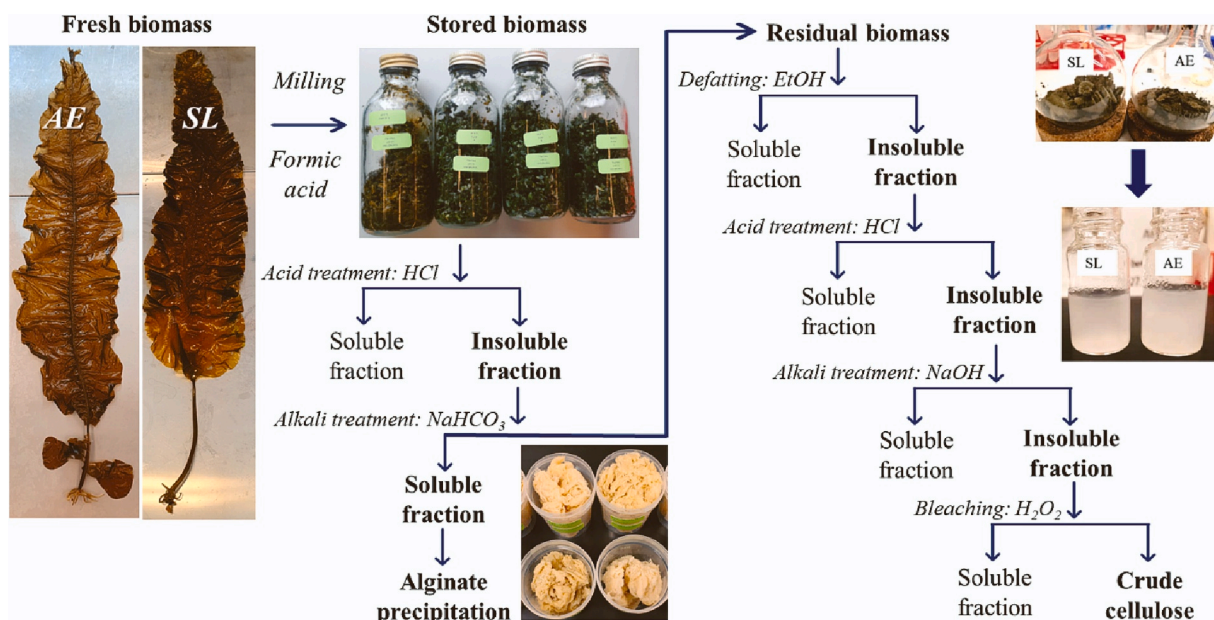 Fresh biomass
AE
SL
Milling
Formic
acid
Stored biomass
Acid treatment: HCl
Soluble
fraction
Insoluble
fraction
Alkali treatment: NaHCO₃
Soluble
fraction
Alginate
precipitation
Residual biomass
Defatting: EtOH
Soluble
fraction
Insoluble
fraction
Acid treatment: HCl
Soluble
fraction
Insoluble
fraction
Alkali treatment: NaOH
Soluble
fraction
Insoluble
fraction
Bleaching: H₂O₂
Soluble
fraction
Crude
cellulose
SL
AE
SL
AE